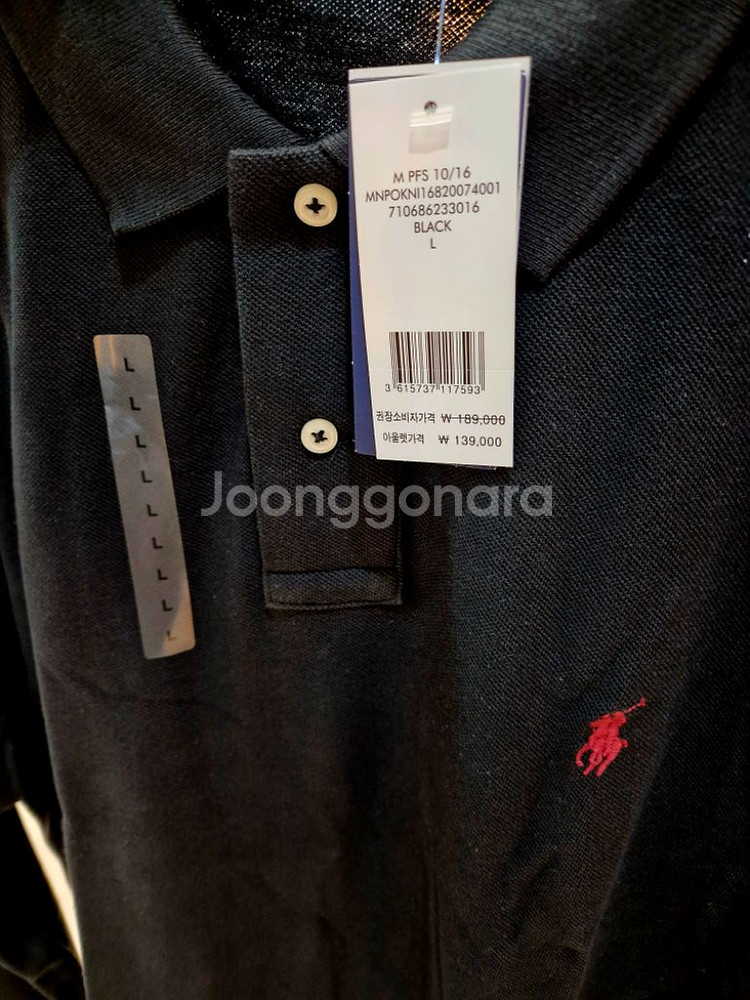 M PFS 10/16
MNPOKNI16820074001
710686233016
BLACK
L
3 615737 117593
권장소비자가격 ₩ 189,000
아울렛가격 ₩ 139,000
L
L
L
L
L
L
L
L
Joonggonara